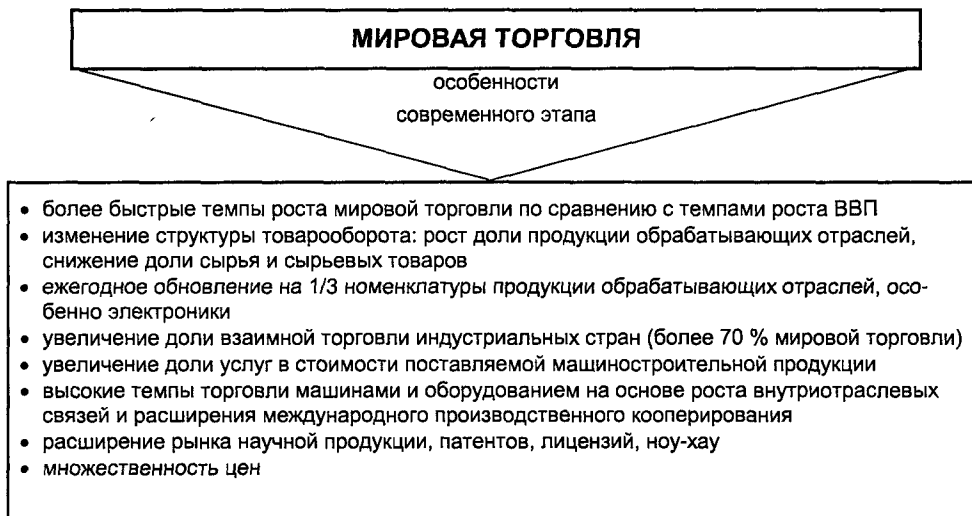 МИРОВАЯ ТОРГОВЛЯ
особенности
современного этапа
• более быстрые темпы роста мировой торговли по сравнению с темпами роста ВВП
• изменение структуры товарооборота: рост доли продукции обрабатывающих отраслей,
снижение доли сырья и сырьевых товаров
• ежегодное обновление на 1/3 номенклатуры продукции обрабатывающих отраслей, осо-
бенно электроники
• увеличение доли взаимной торговли индустриальных стран (более 70 % мировой торговли)
• увеличение доли услуг в стоимости поставляемой машиностроительной продукции
• высокие темпы торговли машинами и оборудованием на основе роста внутриотраслевых
связей и расширения международного производственного кооперирования
• расширение рынка научной продукции, патентов, лицензий, ноу-хау
• множественность цен